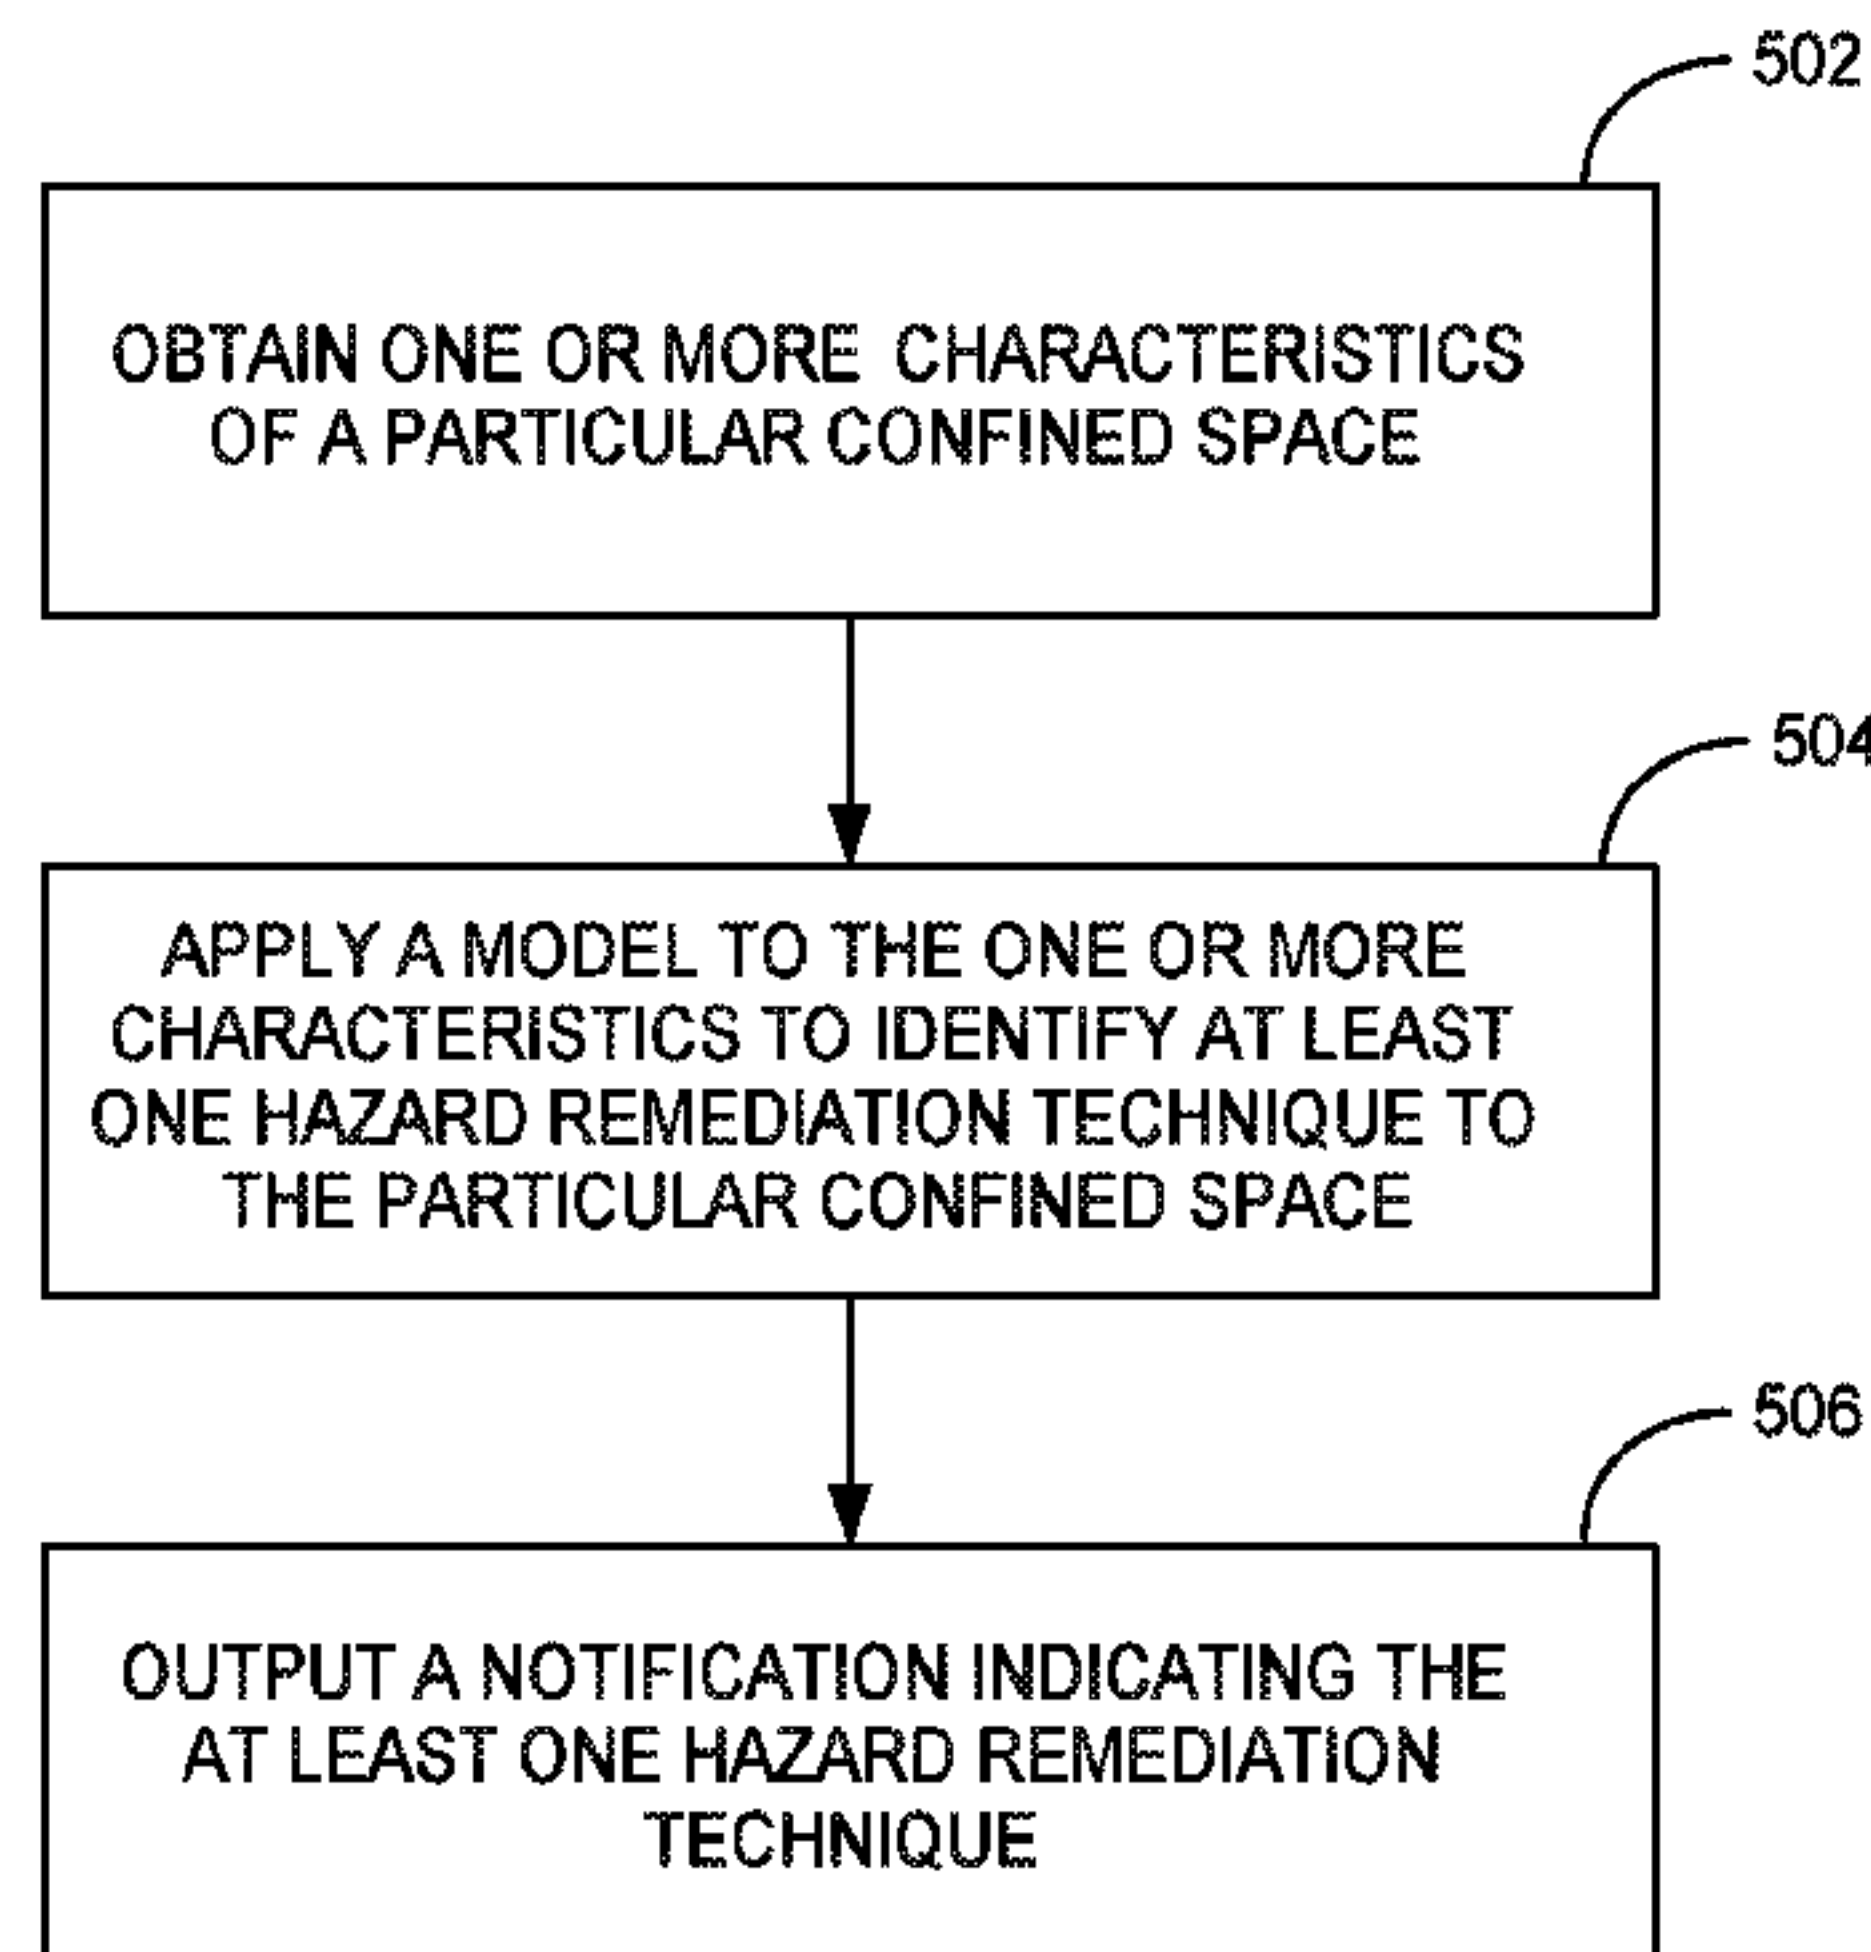 502
OBTAIN ONE OR MORE CHARACTERISTICS
OF A PARTICULAR CONFINED SPACE
504
APPLY A MODEL TO THE ONE OR MORE
CHARACTERISTICS TO IDENTIFY AT LEAST
ONE HAZARD REMEDIATION TECHNIQUE TO
THE PARTICULAR CONFINED SPACE
506
OUTPUT A NOTIFICATION INDICATING THE
AT LEAST ONE HAZARD REMEDIATION
TECHNIQUE